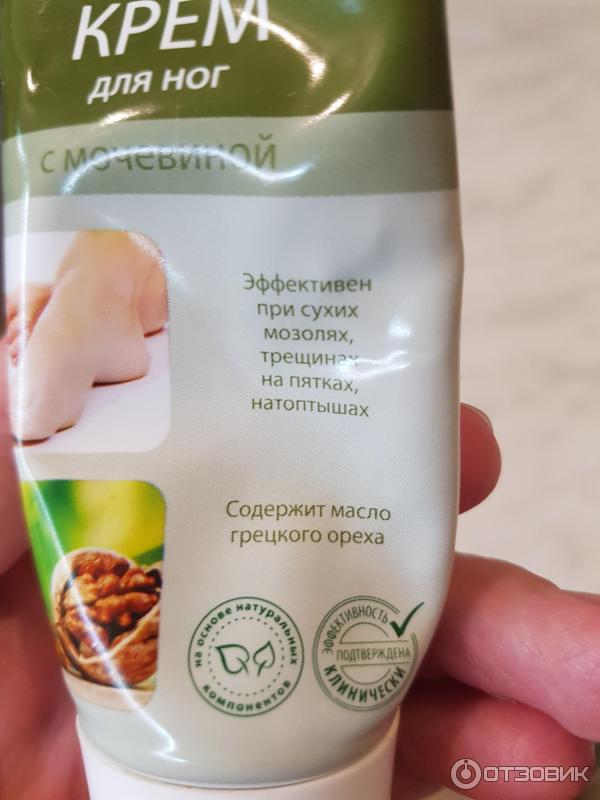 КРЕМ
для ног
с мочевиной
Эффективен
при сухих
мозолях,
трещинах
на пятках,
натоптышах
Содержит масло
грецкого ореха
на основе натуральных
компонентов
ЭФФЕКТИВНОСТЬ
ПОДТВЕРЖДЕНА
КЛИНИЧЕСКИ
ОТЗОВИК